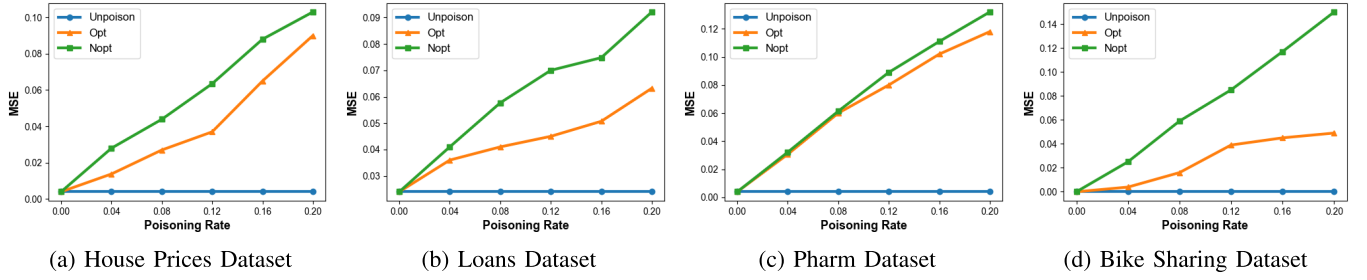 0.10
0.08
0.06
0.04
0.02
0.00
MSE
Unpoison
Opt
Nopt
0.00 0.04 0.08 0.12 0.16 0.20
Poisoning Rate
(a) House Prices Dataset
0.09
0.08
0.07
0.06
0.05
0.04
0.03
MSE
Unpoison
Opt
Nopt
0.00 0.04 0.08 0.12 0.16 0.20
Poisoning Rate
(b) Loans Dataset
0.12
0.10
0.08
0.06
0.04
0.02
0.00
MSE
Unpoison
Opt
Nopt
0.00 0.04 0.08 0.12 0.16 0.20
Poisoning Rate
(c) Pharm Dataset
0.14
0.12
0.10
0.08
0.06
0.04
0.02
0.00
MSE
Unpoison
Opt
Nopt
0.00 0.04 0.08 0.12 0.16 0.20
Poisoning Rate
(d) Bike Sharing Dataset